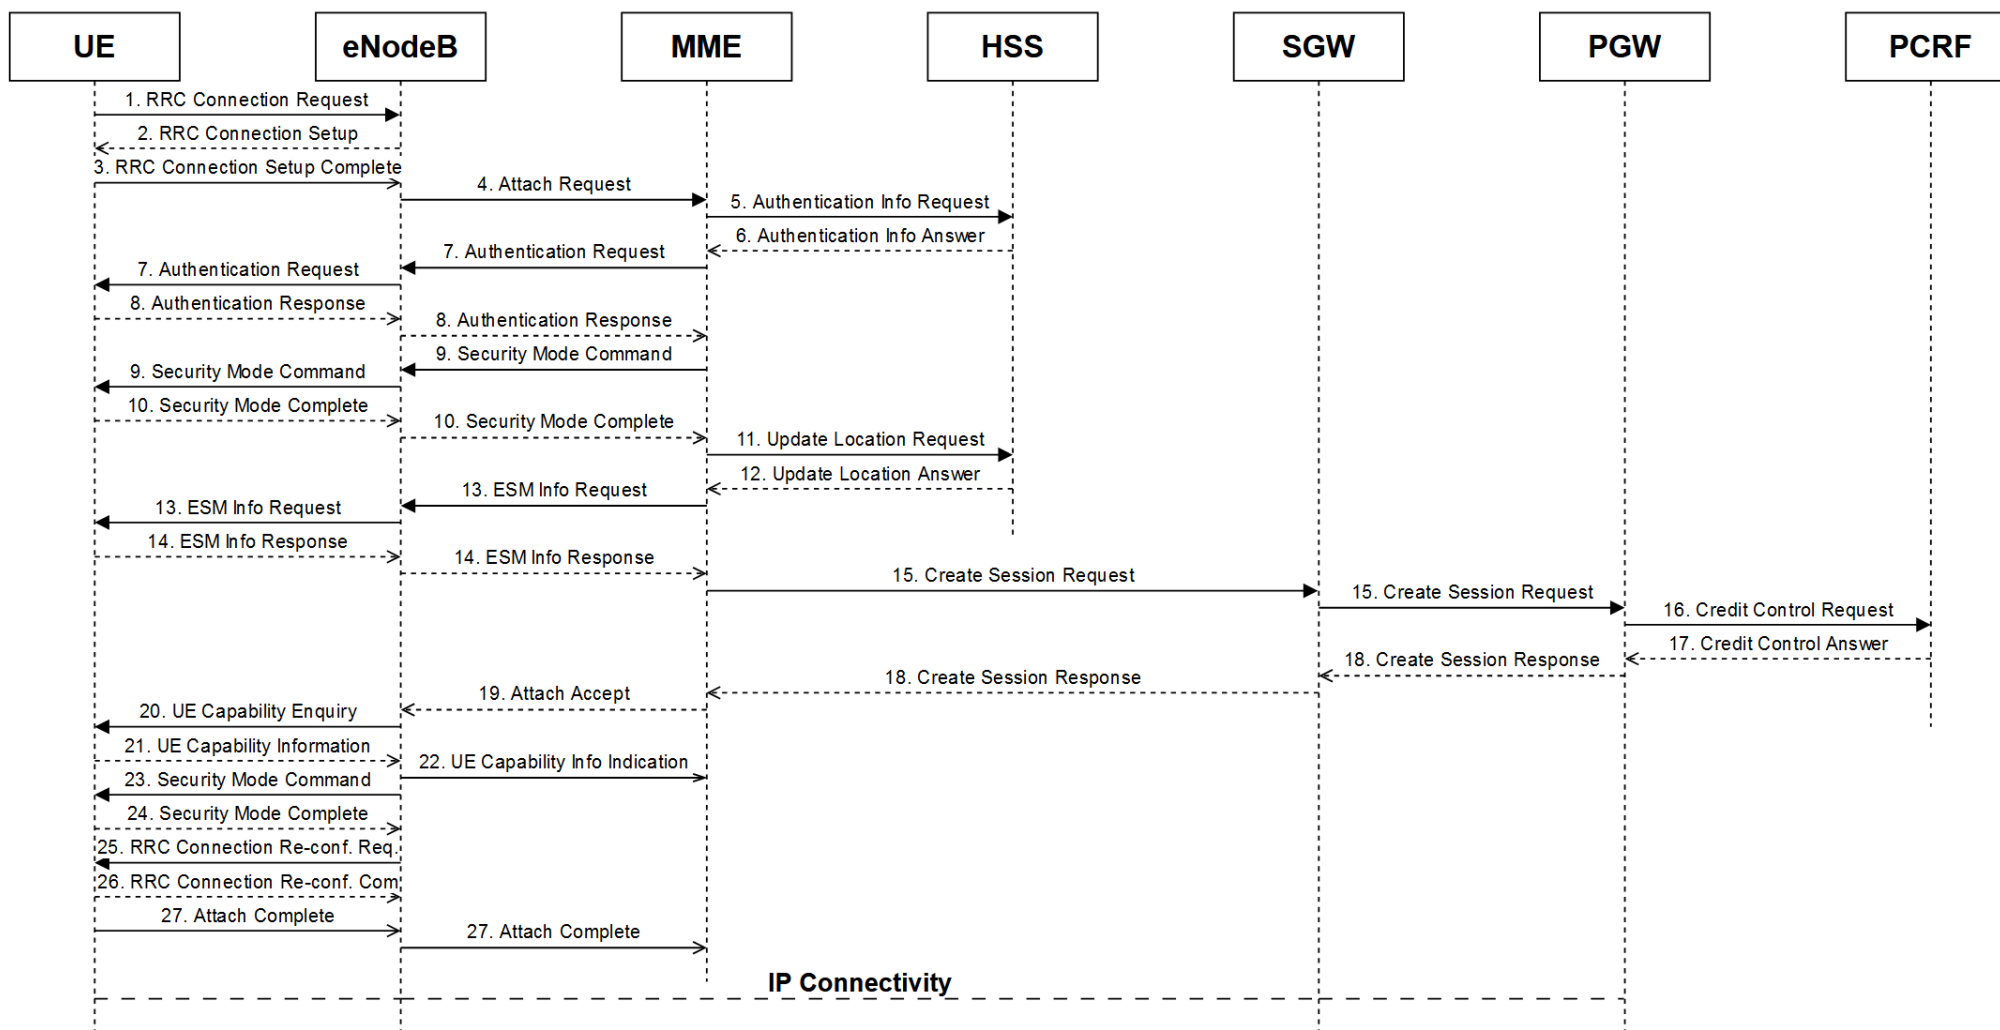 UE
eNodeB
MME
HSS
SGW
PGW
PCRF
1. RRC Connection Request
2. RRC Connection Setup
3. RRC Connection Setup Complete
4. Attach Request
5. Authentication Info Request
6. Authentication Info Answer
7. Authentication Request
7. Authentication Request
8. Authentication Response
8. Authentication Response
9. Security Mode Command
9. Security Mode Command
10. Security Mode Complete
10. Security Mode Complete
11. Update Location Request
12. Update Location Answer
13. ESM Info Request
13. ESM Info Request
14. ESM Info Response
14. ESM Info Response
15. Create Session Request
15. Create Session Request
16. Credit Control Request
17. Credit Control Answer
18. Create Session Response
18. Create Session Response
19. Attach Accept
20. UE Capability Enquiry
21. UE Capability Information
22. UE Capability Info Indication
23. Security Mode Command
24. Security Mode Complete
25. RRC Connection Re-conf. Req.
26. RRC Connection Re-conf. Com
27. Attach Complete
27. Attach Complete
IP Connectivity